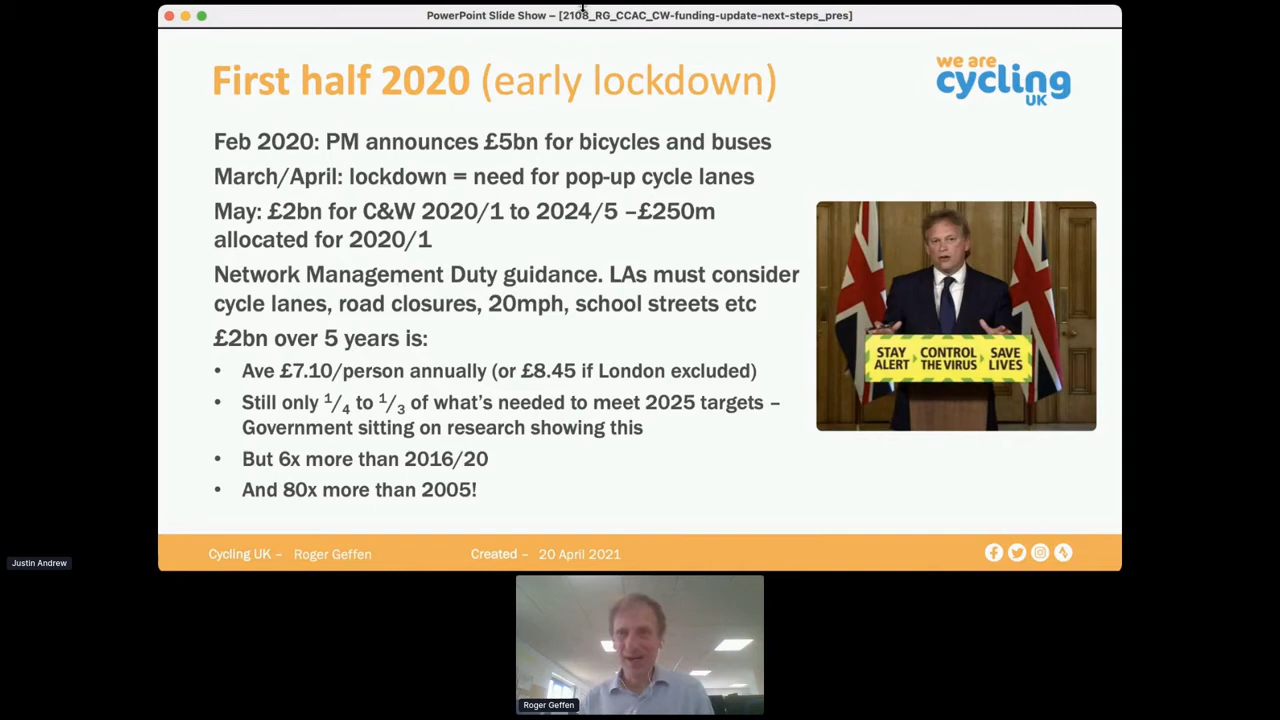 PowerPoint Slide Show – [2108_RG_CCAC_CW-funding-update-next-steps_pres]
First half 2020 (early lockdown)
we are
cycling
UK
Feb 2020: PM announces £5bn for bicycles and buses
March/April: lockdown = need for pop-up cycle lanes
May: £2bn for C&W 2020/1 to 2024/5 –£250m
allocated for 2020/1
Network Management Duty guidance. LAs must consider
cycle lanes, road closures, 20mph, school streets etc
£2bn over 5 years is:
• Ave £7.10/person annually (or £8.45 if London excluded)
• Still only 1/4 to 1/3 of what's needed to meet 2025 targets –
Government sitting on research showing this
• But 6x more than 2016/20
• And 80x more than 2005!
STAY CONTROL SAVE
ALERT THE VIRUS LIVES
Cycling UK – Roger Geffen Created – 20 April 2021
Justin Andrew
Roger Geffen